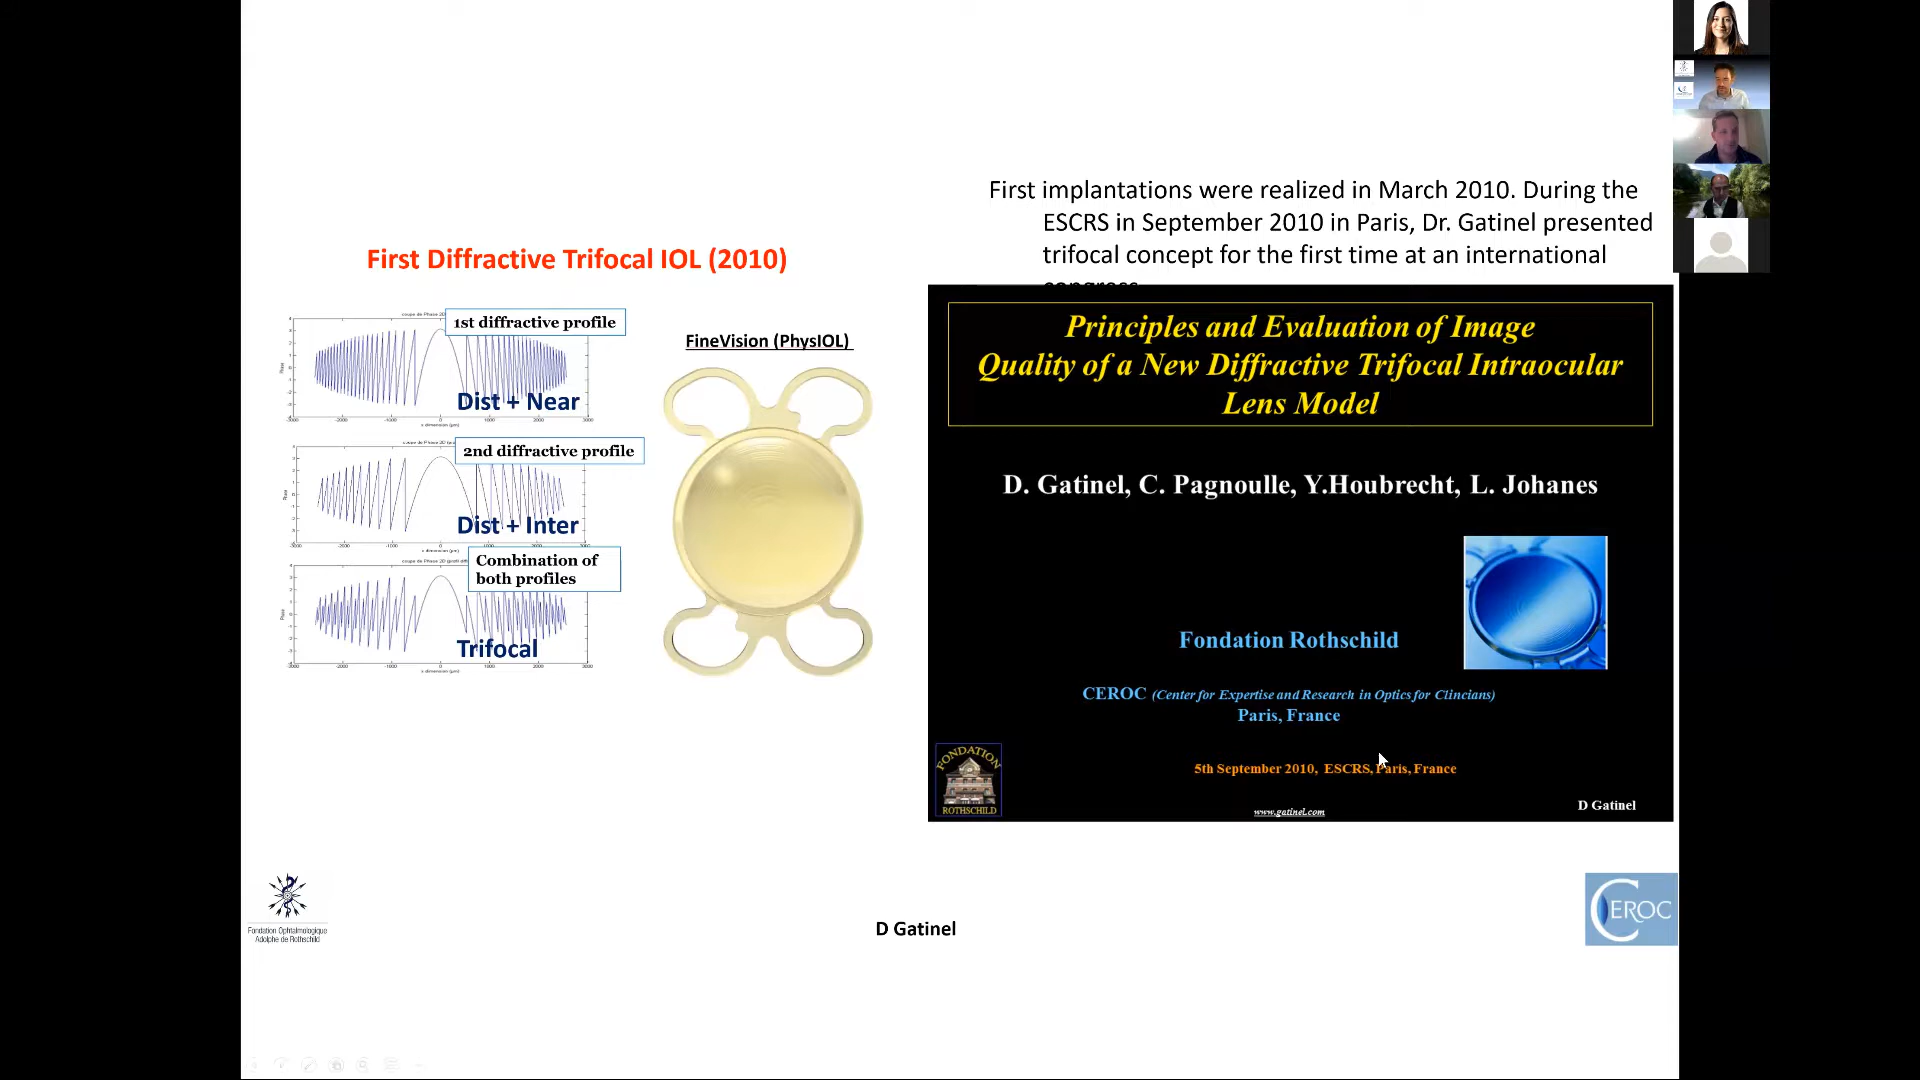 First implantations were realized in March 2010. During the
ESCRS in September 2010 in Paris, Dr. Gatinel presented
trifocal concept for the first time at an international
congress
First Diffractive Trifocal IOL (2010)
1st diffractive profile
Dist + Near
2nd diffractive profile
Dist + Inter
Combination of
both profiles
Trifocal
FineVision (PhysIOL)
Principles and Evaluation of Image
Quality of a New Diffractive Trifocal Intraocular
Lens Model
D. Gatinel, C. Pagnoulle, Y.Houbrecht, L. Johanes
Fondation Rothschild
CEROC (Center for Expertise and Research in Optics for Clincians)
Paris, France
5th September 2010, ESCRS, Paris, France
FONDATION
ROTHSCHILD
www.gatinel.com
D Gatinel
Fondation Ophtalmologique
Adolphe de Rothschild
D Gatinel
CEROC